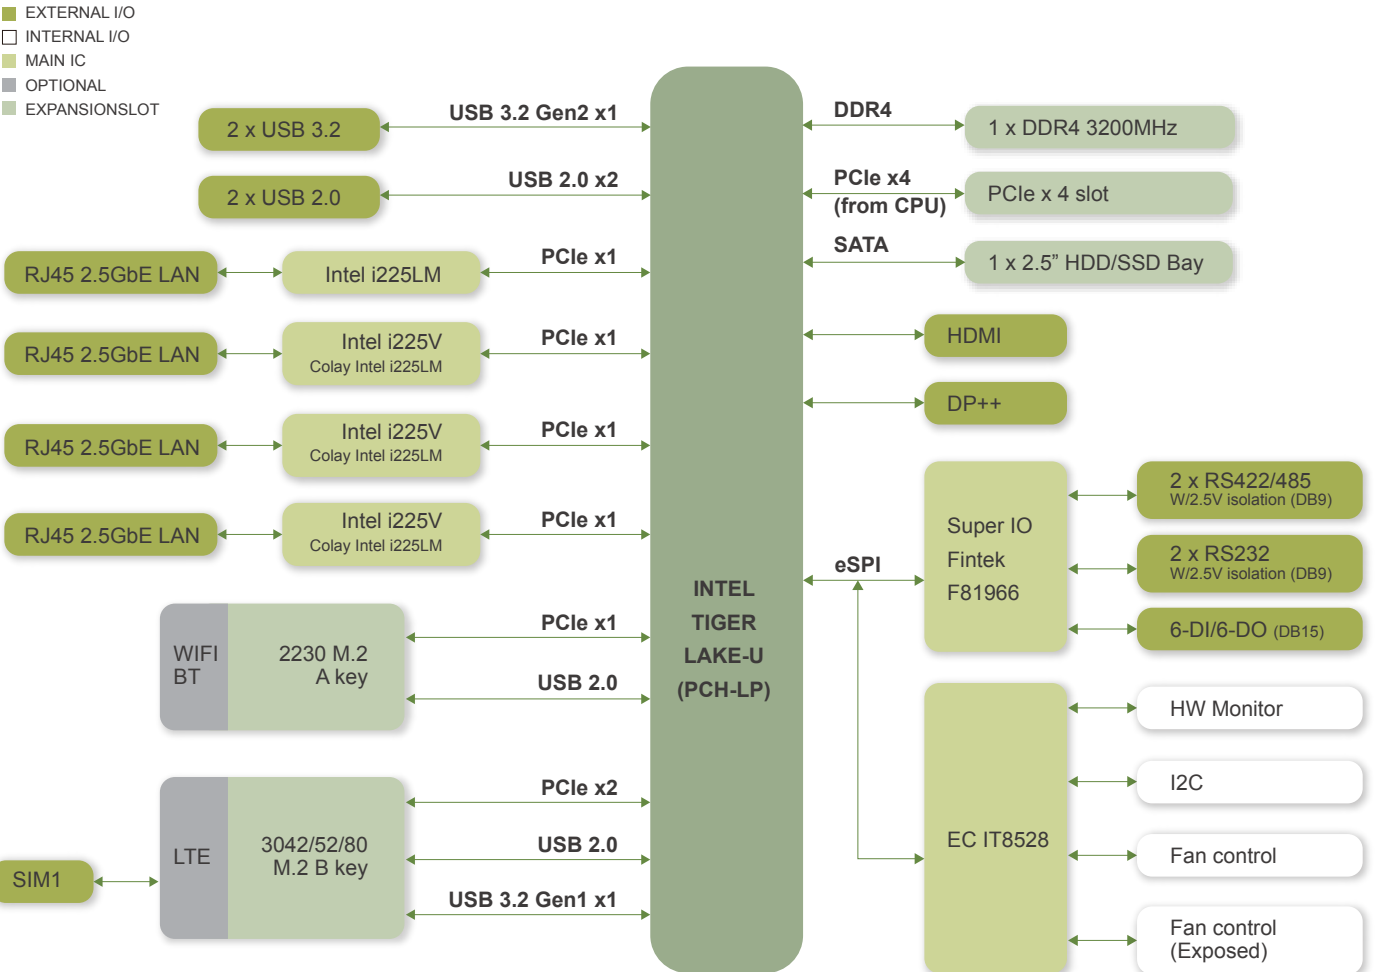 EXTERNAL I/O
INTERNAL I/O
MAIN IC
OPTIONAL
EXPANSIONSLOT
2 x USB 3.2
USB 3.2 Gen2 x1
2 x USB 2.0
USB 2.0 x2
RJ45 2.5GbE LAN
Intel i225LM
PCIe x1
RJ45 2.5GbE LAN
Intel i225V
Colay Intel i225LM
PCIe x1
RJ45 2.5GbE LAN
Intel i225V
Colay Intel i225LM
PCIe x1
RJ45 2.5GbE LAN
Intel i225V
Colay Intel i225LM
PCIe x1
WIFI
BT
2230 M.2
A key
PCIe x1
USB 2.0
SIM1
LTE
3042/52/80
M.2 B key
PCIe x2
USB 2.0
USB 3.2 Gen1 x1
INTEL
TIGER
LAKE-U
(PCH-LP)
DDR4
1 x DDR4 3200MHz
PCIe x4
(from CPU)
PCIe x 4 slot
SATA
1 x 2.5” HDD/SSD Bay
HDMI
DP++
eSPI
Super IO
Fintek
F81966
2 x RS422/485
W/2.5V isolation (DB9)
2 x RS232
W/2.5V isolation (DB9)
6-DI/6-DO (DB15)
EC IT8528
HW Monitor
I2C
Fan control
Fan control
(Exposed)